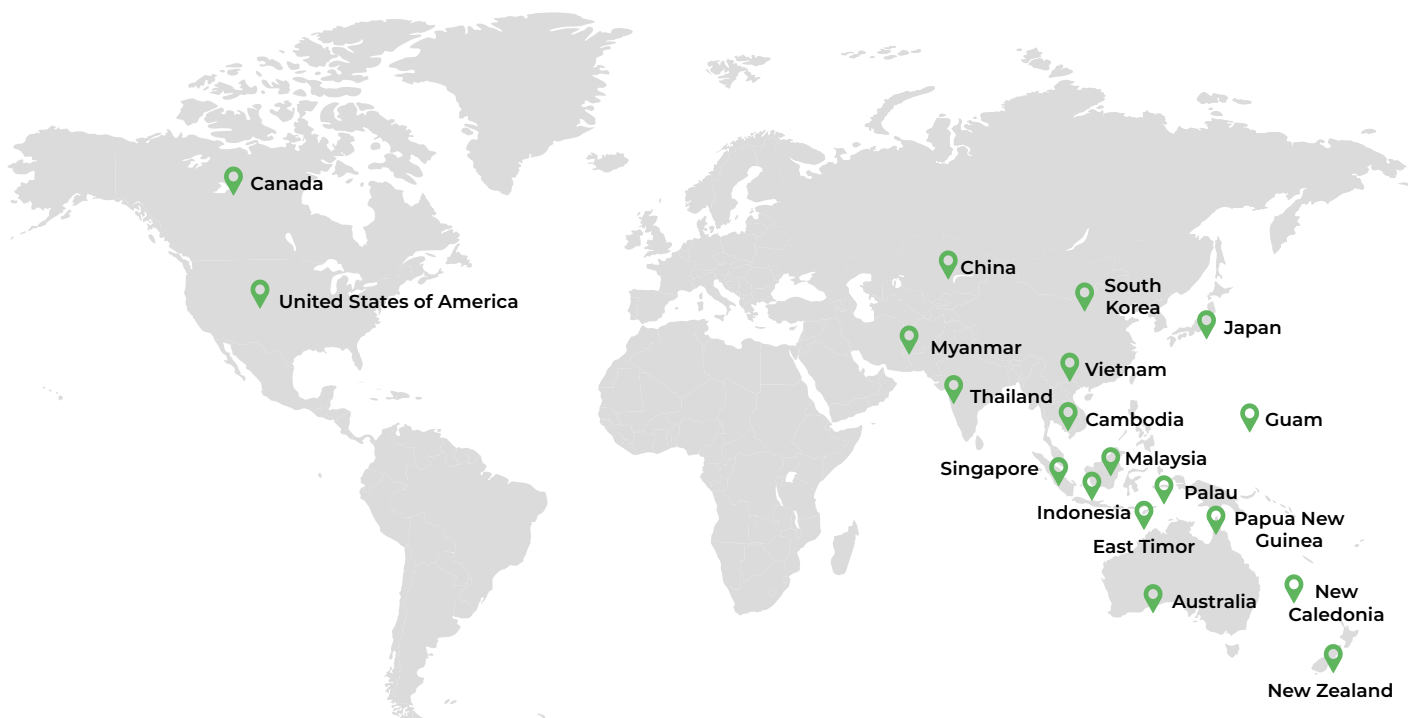 Canada
China
South
Korea
United States of America
Japan
Myanmar
Vietnam
Thailand
Cambodia
Guam
Malaysia
Singapore
Palau
Indonesia
Papua New
Guinea
East Timor
New
Caledonia
Australia
New Zealand